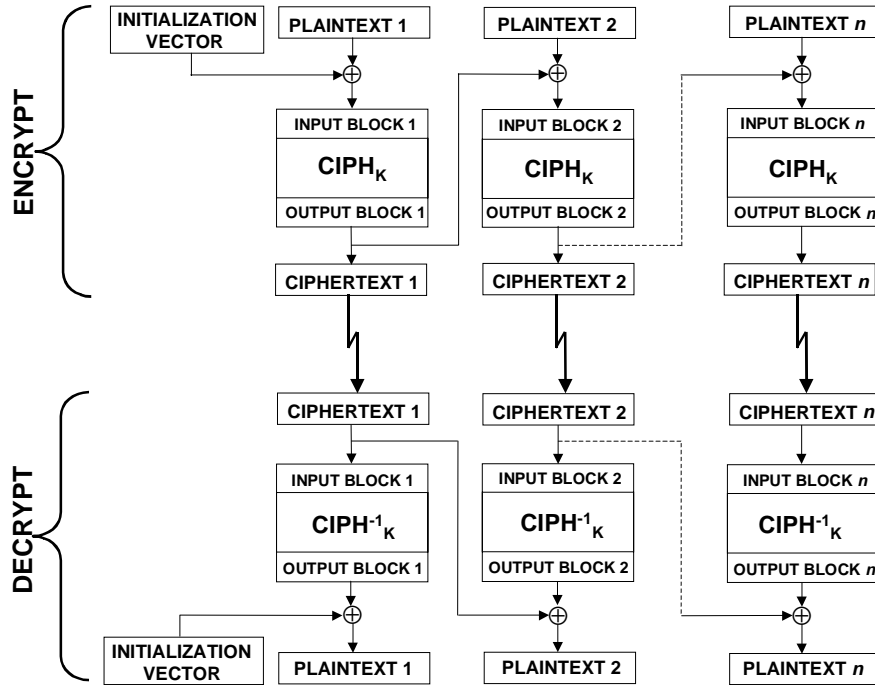 INITIALIZATION
VECTOR
PLAINTEXT 1
PLAINTEXT 2
PLAINTEXT n
ENCRYPT
INPUT BLOCK 1
INPUT BLOCK 2
INPUT BLOCK n
CIPHK
CIPHK
CIPHK
OUTPUT BLOCK 1
OUTPUT BLOCK 2
OUTPUT BLOCK n
CIPHERTEXT 1
CIPHERTEXT 2
CIPHERTEXT n
DECRYPT
CIPHERTEXT 1
CIPHERTEXT 2
CIPHERTEXT n
INPUT BLOCK 1
INPUT BLOCK 2
INPUT BLOCK n
CIPH-1K
CIPH-1K
CIPH-1K
OUTPUT BLOCK 1
OUTPUT BLOCK 2
OUTPUT BLOCK n
INITIALIZATION
VECTOR
PLAINTEXT 1
PLAINTEXT 2
PLAINTEXT n